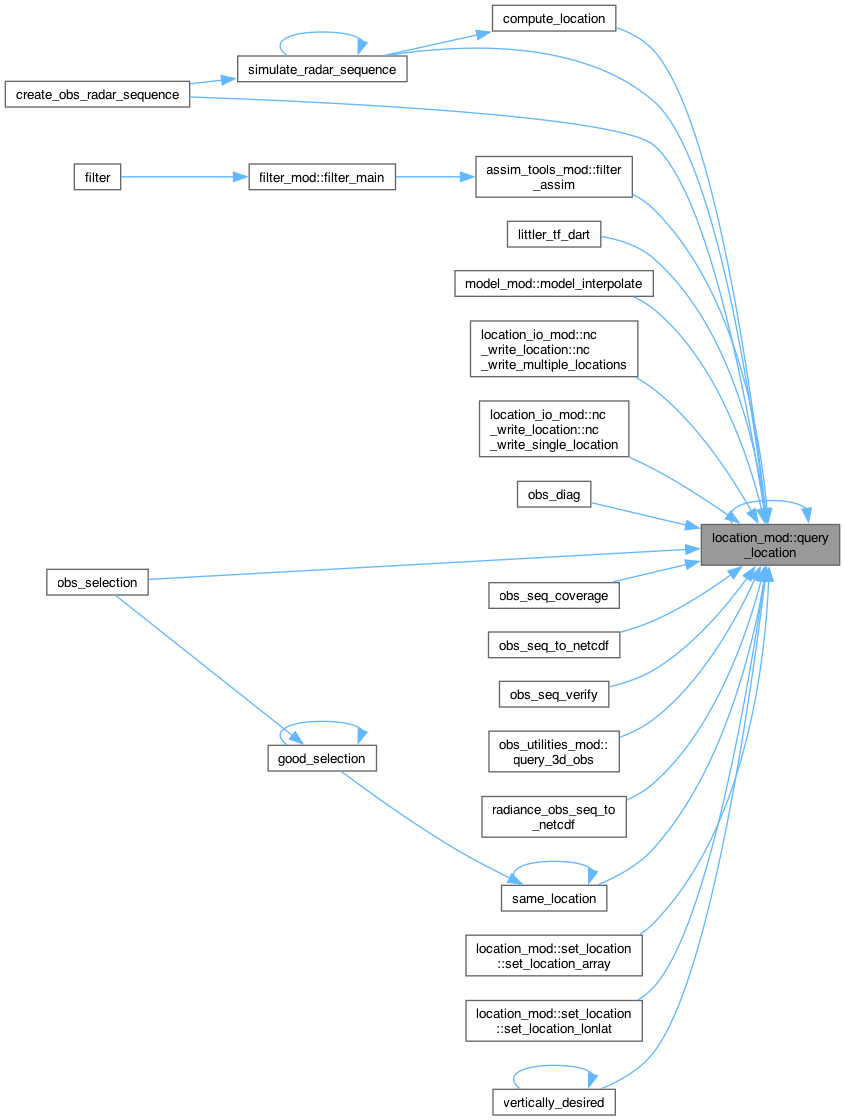 compute_location
simulate_radar_sequence
create_obs_radar_sequence
assim_tools_mod::filter
_assim
filter_mod::filter_main
filter
littler_tf_dart
model_mod::model_interpolate
location_io_mod::nc
_write_location::nc
_write_multiple_locations
location_io_mod::nc
_write_location::nc
_write_single_location
obs_diag
location_mod::query
_location
obs_selection
obs_seq_coverage
obs_seq_to_netcdf
obs_seq_verify
obs_utilities_mod::
query_3d_obs
good_selection
radiance_obs_seq_to
_netcdf
same_location
location_mod::set_location
::set_location_array
location_mod::set_location
::set_location_lonlat
vertically_desired